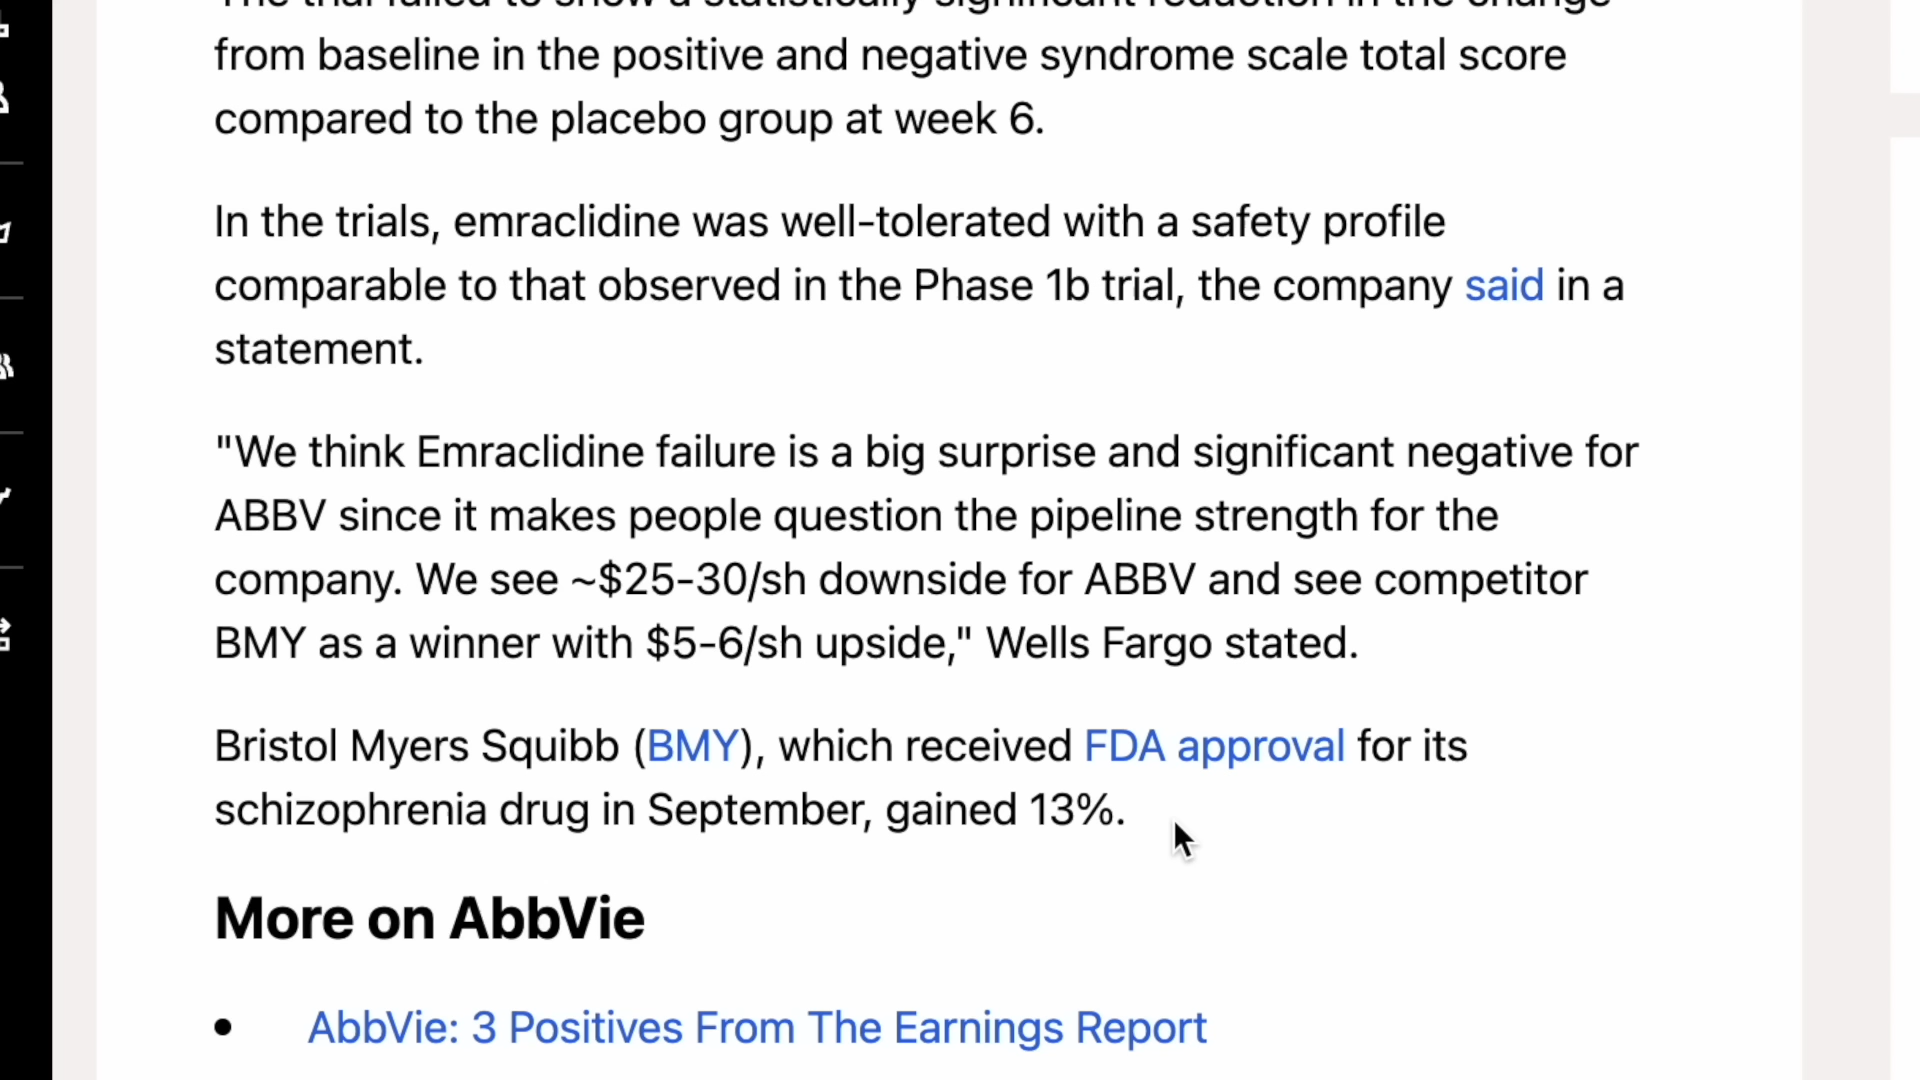 The trial failed to show a statistically significant reduction in the change
from baseline in the positive and negative syndrome scale total score
compared to the placebo group at week 6.
In the trials, emraclidine was well-tolerated with a safety profile
comparable to that observed in the Phase 1b trial, the company said in a
statement.
"We think Emraclidine failure is a big surprise and significant negative for
ABBV since it makes people question the pipeline strength for the
company. We see ~$25-30/sh downside for ABBV and see competitor
BMY as a winner with $5-6/sh upside," Wells Fargo stated.
Bristol Myers Squibb (BMY), which received FDA approval for its
schizophrenia drug in September, gained 13%.
More on AbbVie
• AbbVie: 3 Positives From The Earnings Report